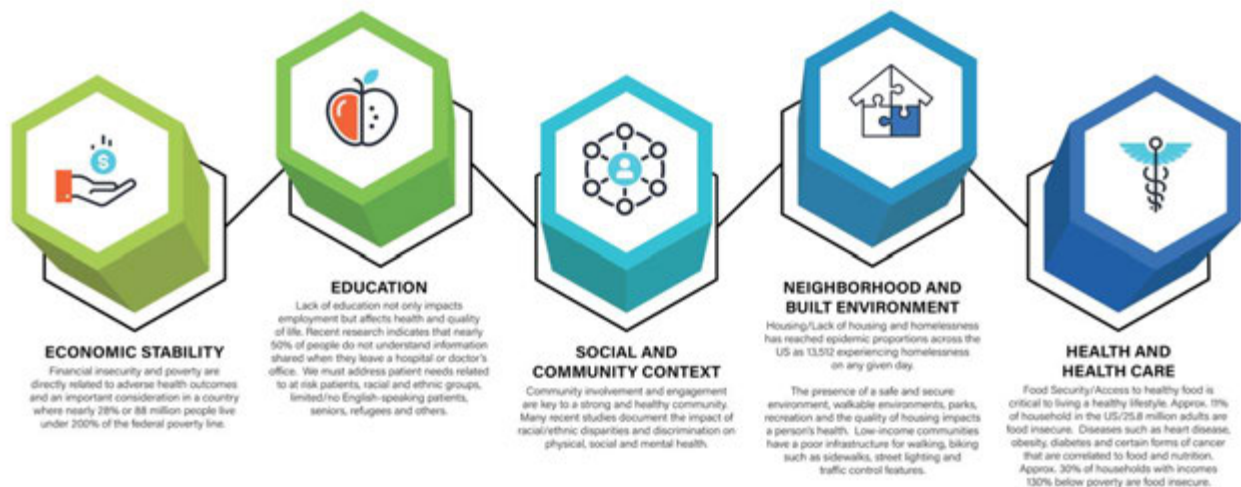 ECONOMIC STABILITY
Financial insecurity and poverty are
directly related to adverse health outcomes
and an important consideration in a country
where nearly 28% or 88 million people live
under 200% of the federal poverty line.
EDUCATION
Lack of education not only impacts
employment but affects health and quality
of life. Recent research indicates that nearly
50% of people do not understand information
shared when they leave a hospital or doctor's
office. We must address patient needs related
to at risk patients, racial and ethnic groups,
limited/no English-speaking patients,
seniors, refugees and others.
SOCIAL AND
COMMUNITY CONTEXT
Community involvement and engagement
are key to a strong and healthy community.
Many recent studies document the impact of
racial/ethnic disparities and discrimination on
physical, social and mental health.
NEIGHBORHOOD AND
BUILT ENVIRONMENT
Housing/Lack of housing and homelessness
has reached epidemic proportions across the
US as 13,512 experiencing homelessness
on any given day.
The presence of a safe and secure
environment, walkable environments, parks,
recreation and the quality of housing impacts
a person's health. Low-income communities
have a poor infrastructure for walking, biking
such as sidewalks, street lighting and
traffic control features.
HEALTH AND
HEALTH CARE
Food Security/Access to healthy food is
critical to living a healthy lifestyle. Approx. 11%
of household in the US/25.8 million adults are
food insecure. Diseases such as heart disease,
obesity, diabetes and certain forms of cancer
that are correlated to food and nutrition.
Approx. 30% of households with incomes
130% below poverty are food insecure.